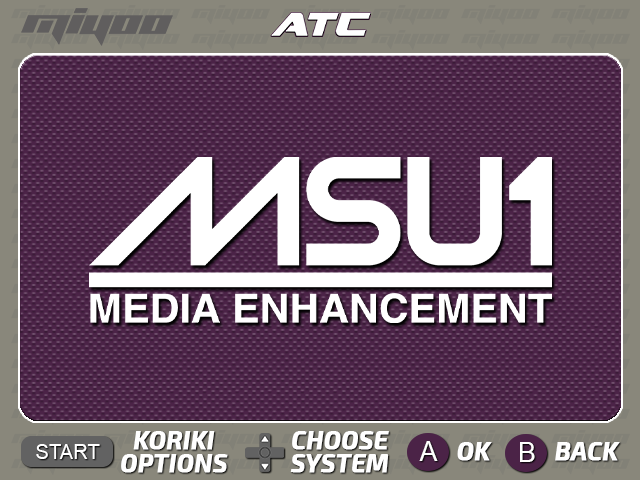 miyoo
ATC
MSU1
MEDIA ENHANCEMENT
START
KORIKI
OPTIONS
CHOOSE
SYSTEM
A
OK
B
BACK